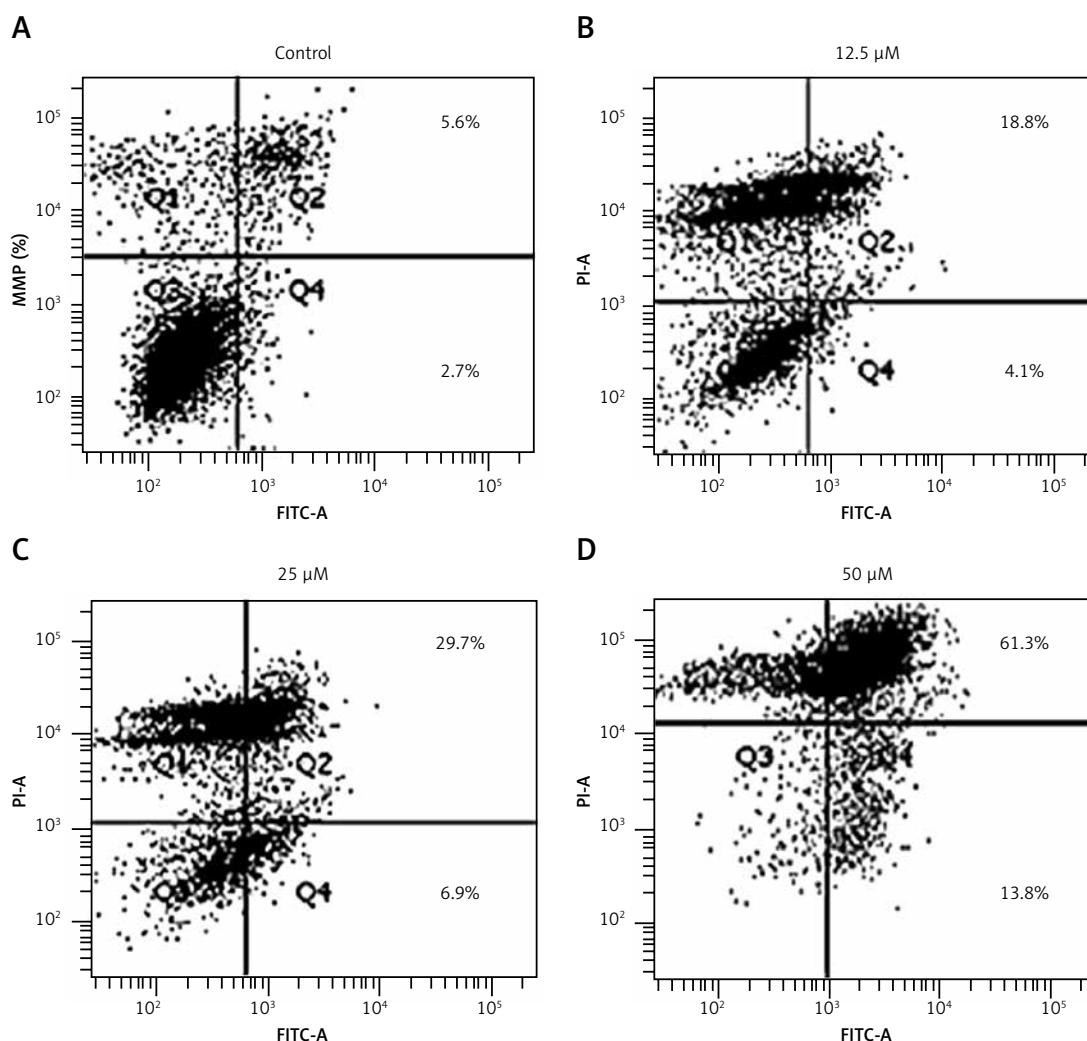 A
Control
10⁵
10⁴
10³
10²
MMP (%)
5.6%
Q1
Q2
Q3
Q4
2.7%
10² 10³ 10⁴ 10⁵
FITC-A
B
12.5 µM
10⁵
10⁴
10³
10²
PI-A
18.8%
Q1
Q2
Q4
4.1%
10² 10³ 10⁴ 10⁵
FITC-A
C
25 µM
10⁵
10⁴
10³
10²
PI-A
29.7%
Q1
Q2
Q3
Q4
6.9%
10² 10³ 10⁴ 10⁵
FITC-A
D
50 µM
10⁵
10⁴
10³
10²
PI-A
61.3%
Q3
Q4
13.8%
10² 10³ 10⁴ 10⁵
FITC-A